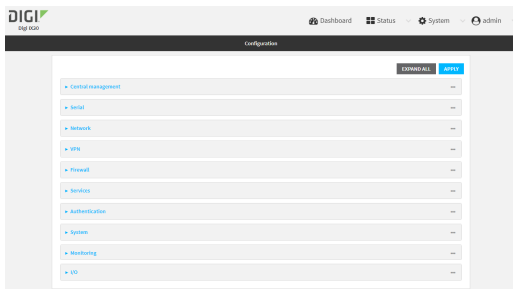 DIGI
Digi IX20
Dashboard
Status
System
admin
Configuration
EXPAND ALL
APPLY
Central management
Serial
Network
VPN
Firewall
Services
Authentication
System
Monitoring
I/O